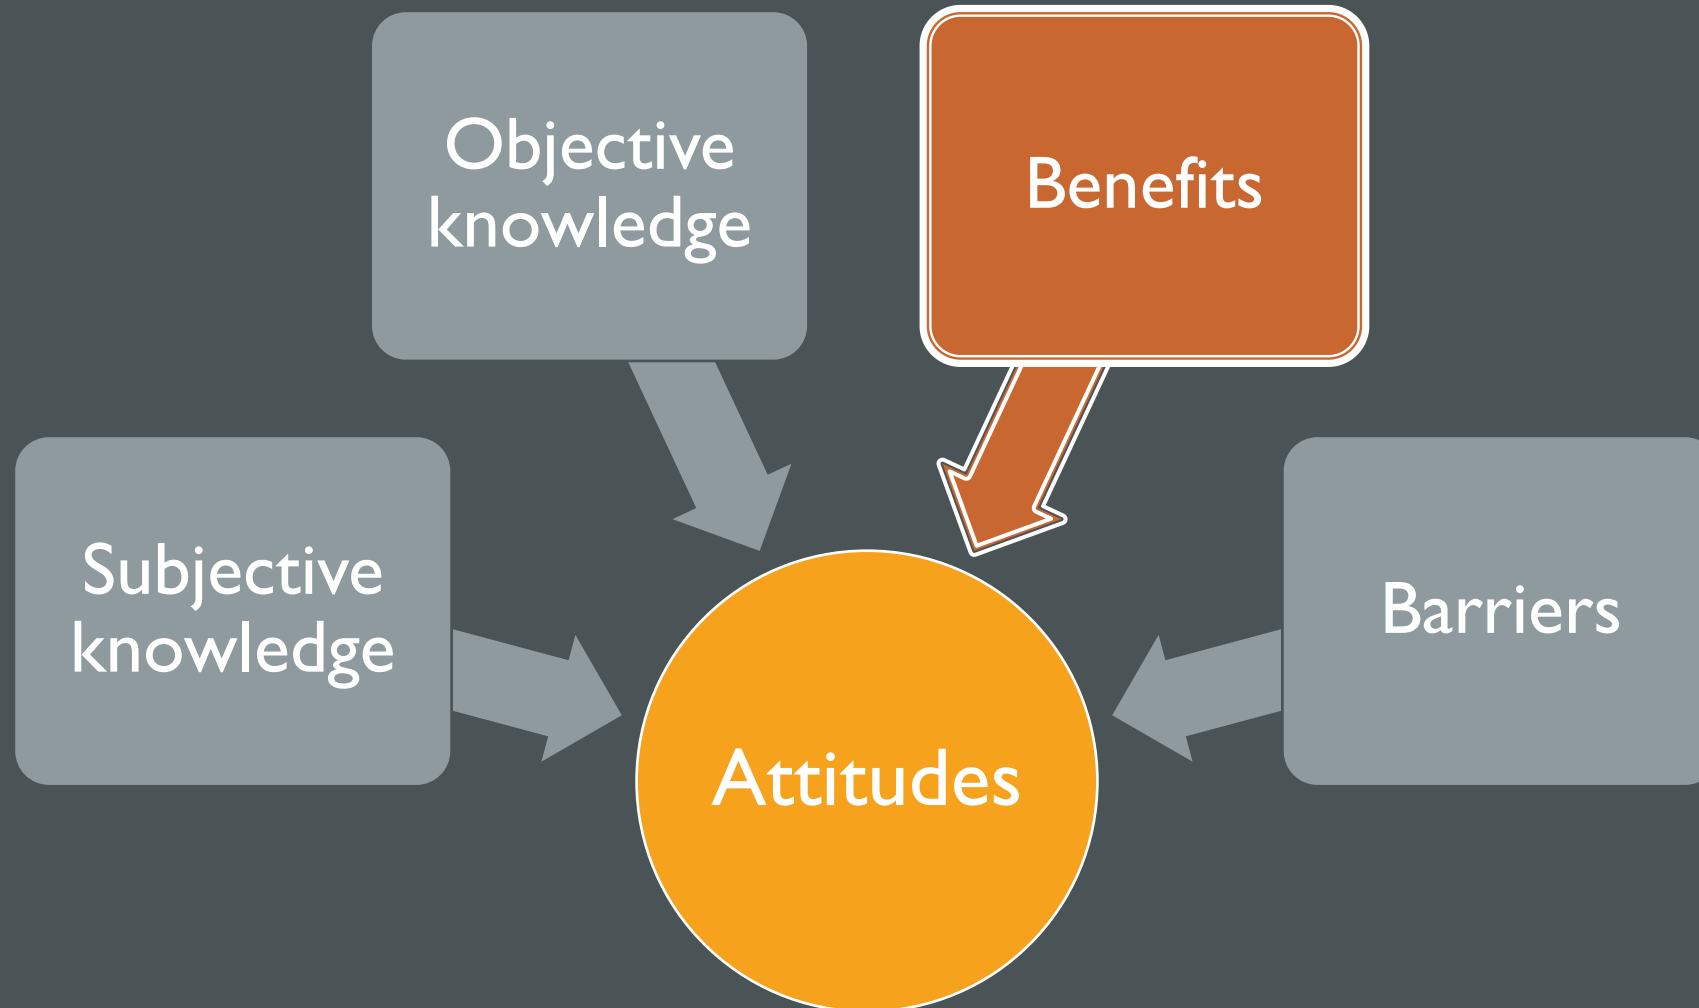 Objective
knowledge
Benefits
Subjective
knowledge
Barriers
Attitudes